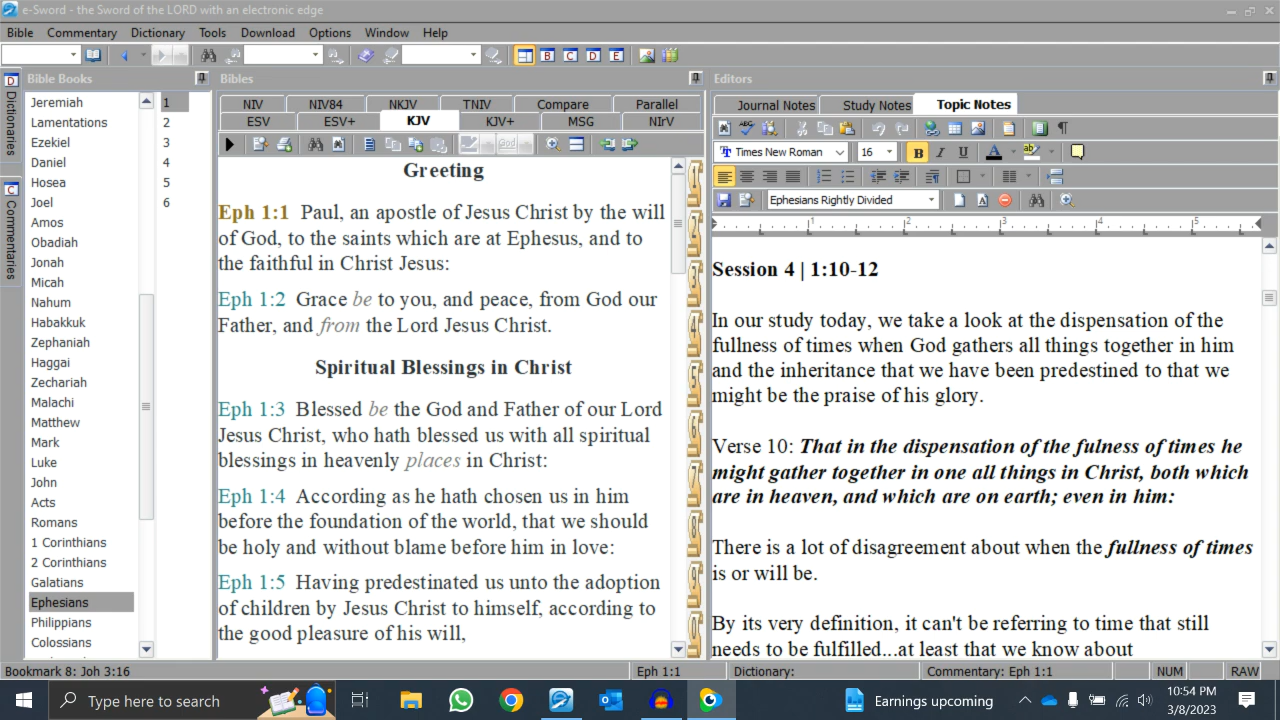 e-Sword - the Sword of the LORD with an electronic edge
Bible Commentary Dictionary Tools Download Options Window Help
B C D E
D Dictionaries
C Commentaries
Bible Books
Jeremiah
Lamentations
Ezekiel
Daniel
Hosea
Joel
Amos
Obadiah
Jonah
Micah
Nahum
Habakkuk
Zephaniah
Haggai
Zechariah
Malachi
Matthew
Mark
Luke
John
Acts
Romans
1 Corinthians
2 Corinthians
Galatians
Ephesians
Philippians
Colossians
1
2
3
4
5
6
Bibles
NIV NIV84 NKJV TNIV Compare Parallel
ESV ESV+ KJV KJV+ MSG NIrV
God
Greeting
Eph 1:1 Paul, an apostle of Jesus Christ by the will
of God, to the saints which are at Ephesus, and to
the faithful in Christ Jesus:
Eph 1:2 Grace be to you, and peace, from God our
Father, and from the Lord Jesus Christ.
Spiritual Blessings in Christ
Eph 1:3 Blessed be the God and Father of our Lord
Jesus Christ, who hath blessed us with all spiritual
blessings in heavenly places in Christ:
Eph 1:4 According as he hath chosen us in him
before the foundation of the world, that we should
be holy and without blame before him in love:
Eph 1:5 Having predestinated us unto the adoption
of children by Jesus Christ to himself, according to
the good pleasure of his will,
1
2
3
4
5
6
7
8
9
0
Editors
Journal Notes Study Notes Topic Notes
ABC
Times New Roman 16 B I U A ab
Ephesians Rightly Divided
1 2 3 4 5
Session 4 | 1:10-12
In our study today, we take a look at the dispensation of the
fullness of times when God gathers all things together in him
and the inheritance that we have been predestined to that we
might be the praise of his glory.
Verse 10: That in the dispensation of the fulness of times he
might gather together in one all things in Christ, both which
are in heaven, and which are on earth; even in him:
There is a lot of disagreement about when the fullness of times
is or will be.
By its very definition, it can't be referring to time that still
needs to be fulfilled...at least that we know about
Bookmark 8: Joh 3:16 Eph 1:1 Dictionary: Commentary: Eph 1:1 NUM RAW
Type here to search
Earnings upcoming
10:54 PM
3/8/2023